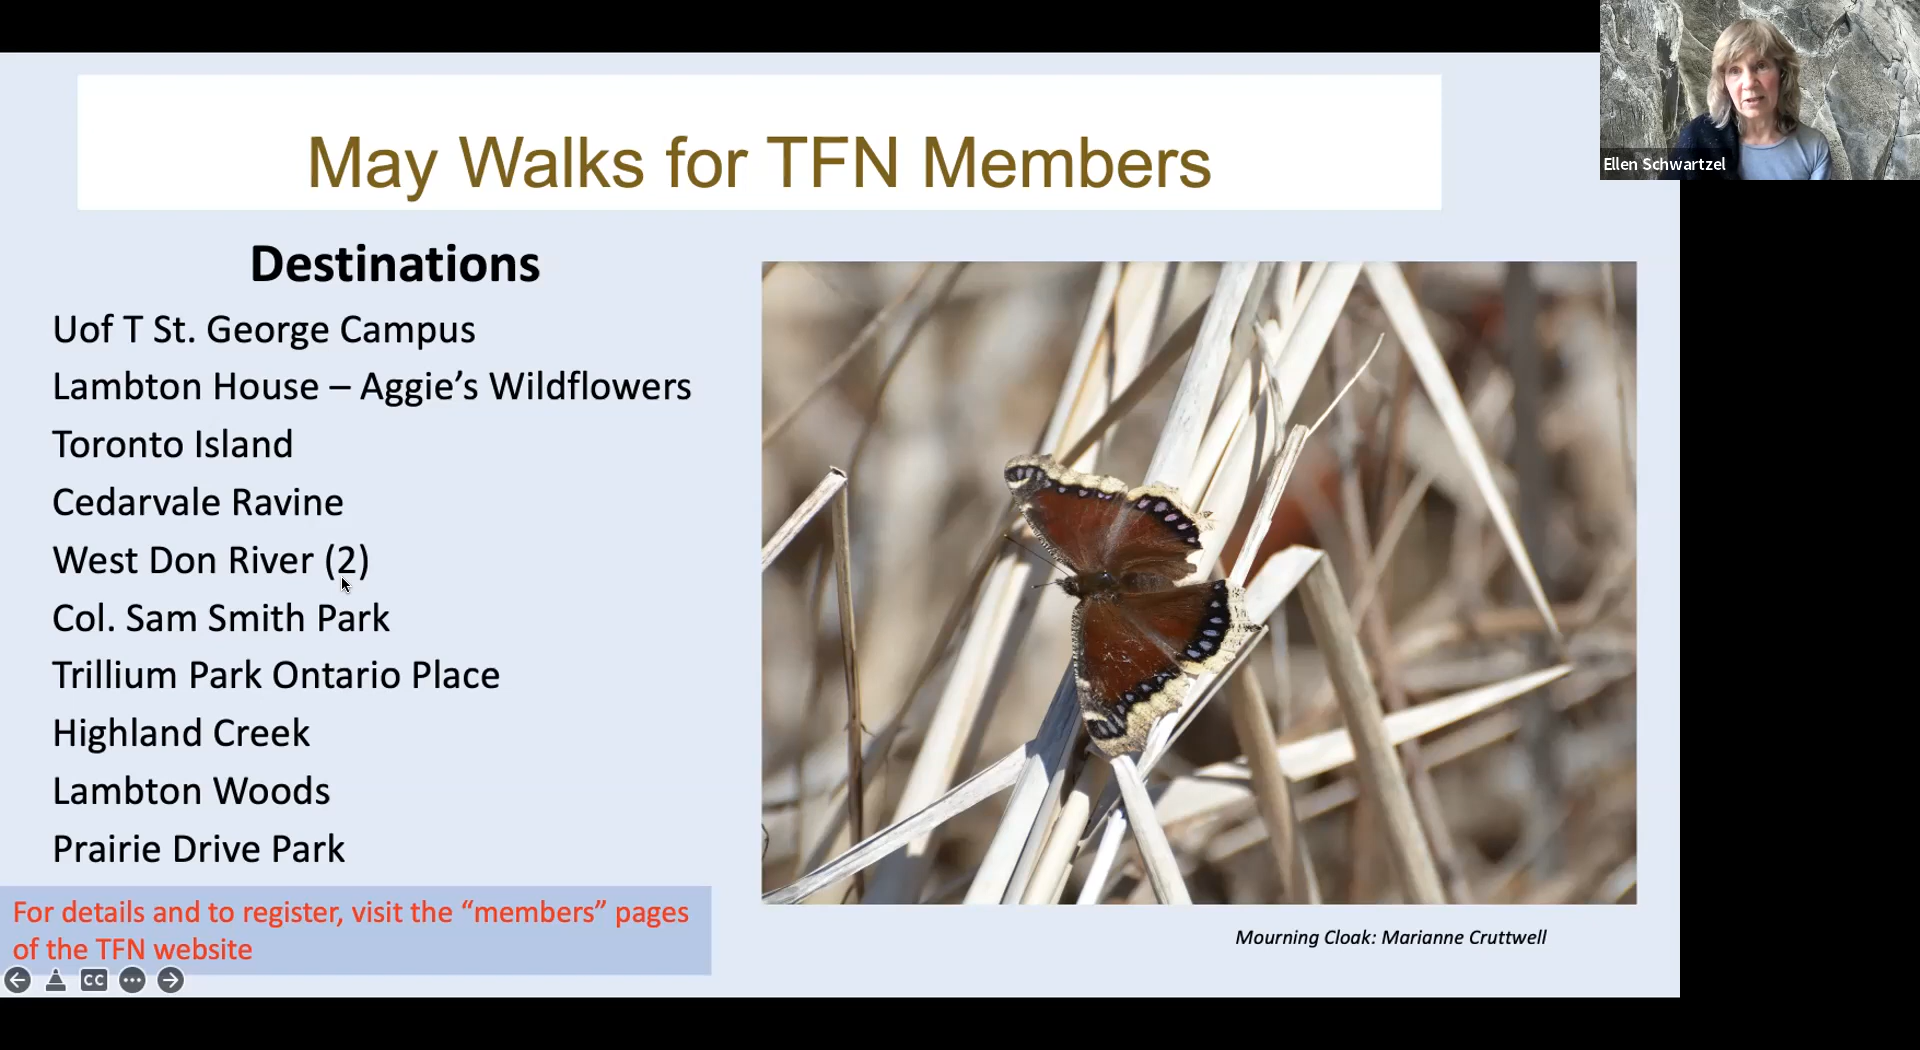 May Walks for TFN Members
Ellen Schwartzel
Destinations
Uof T St. George Campus
Lambton House – Aggie’s Wildflowers
Toronto Island
Cedarvale Ravine
West Don River (2)
Col. Sam Smith Park
Trillium Park Ontario Place
Highland Creek
Lambton Woods
Prairie Drive Park
For details and to register, visit the “members” pages
of the TFN website
Mourning Cloak: Marianne Cruttwell
CC